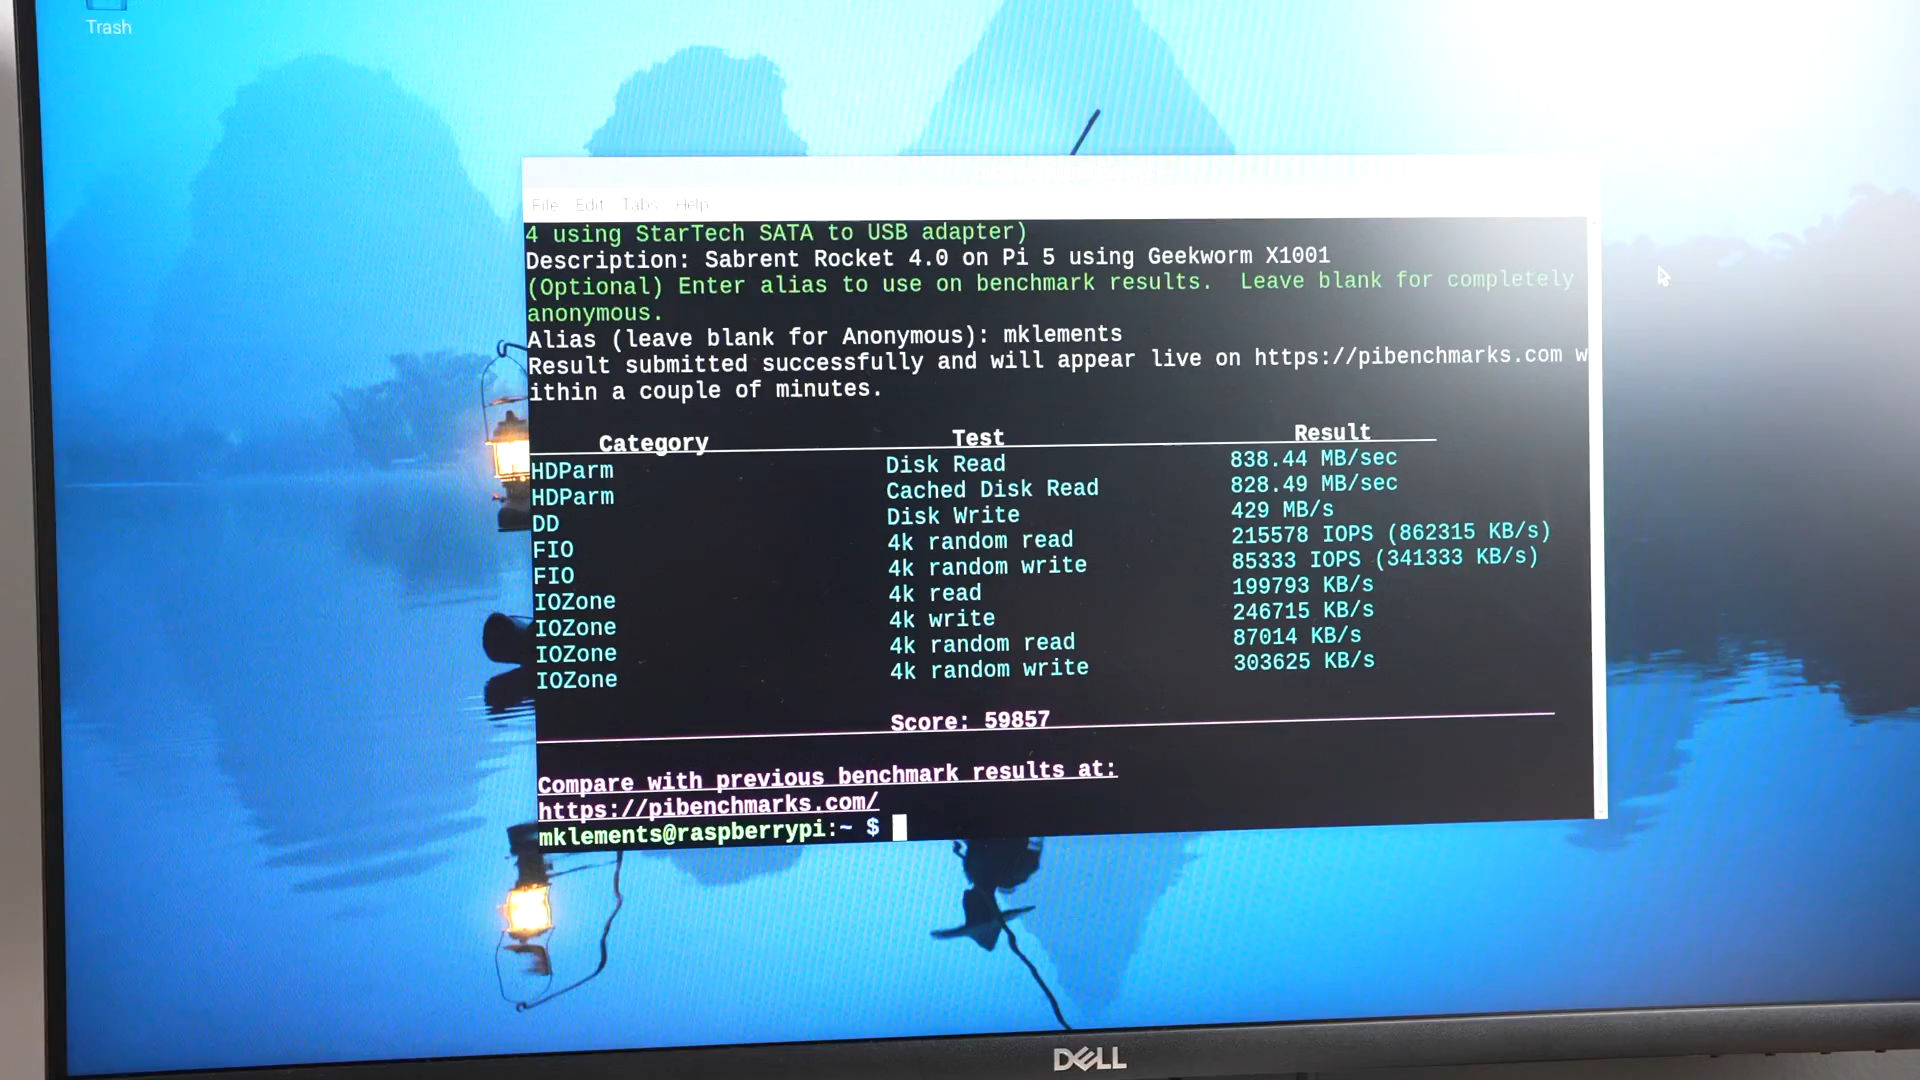 Trash
File Edit Tabs Help
4 using StarTech SATA to USB adapter)
Description: Sabrent Rocket 4.0 on Pi 5 using Geekworm X1001
(Optional) Enter alias to use on benchmark results. Leave blank for completely
anonymous.
Alias (leave blank for Anonymous): mklements
Result submitted successfully and will appear live on https://pibenchmarks.com w
ithin a couple of minutes.
Category Test Result
HDParm Disk Read 838.44 MB/sec
HDParm Cached Disk Read 828.49 MB/sec
DD Disk Write 429 MB/s
FIO 4k random read 215578 IOPS (862315 KB/s)
FIO 4k random write 85333 IOPS (341333 KB/s)
IOZone 4k read 199793 KB/s
IOZone 4k write 246715 KB/s
IOZone 4k random read 87014 KB/s
IOZone 4k random write 303625 KB/s
Score: 59857
Compare with previous benchmark results at:
https://pibenchmarks.com/
mklements@raspberrypi:~ $
DELL